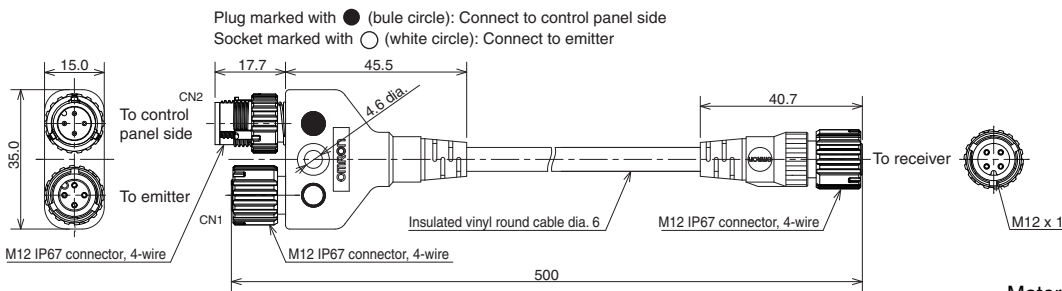 Plug marked with ● (bule circle): Connect to control panel side
Socket marked with ○ (white circle): Connect to emitter
15.0
17.7
45.5
40.7
CN2
4.6 dia.
To control
panel side
35.0
OMRON
OMRON
To receiver
To emitter
CN1
Insulated vinyl round cable dia. 6
M12 IP67 connector, 4-wire
M12 x 1
M12 IP67 connector, 4-wire
M12 IP67 connector, 4-wire
500